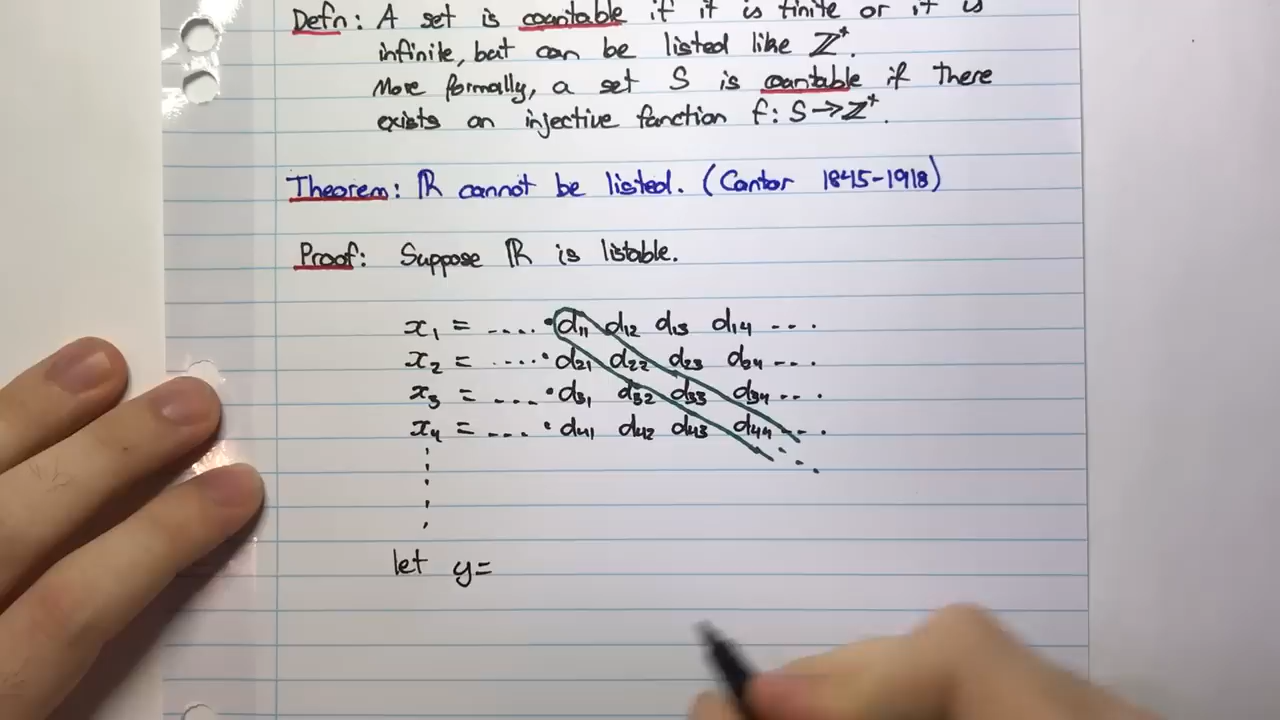 Defn: A set is countable if it is finite or it is
infinite, but can be listed like ℤ⁺.
More formally, a set S is countable if there
exists an injective function f: S→ℤ⁺.
Theorem: ℝ cannot be listed. (Cantor 1845-1918)
Proof: Suppose ℝ is listable.
x₁ = .... • d₁₁ d₁₂ d₁₃ d₁₄ ...
x₂ = .... • d₂₁ d₂₂ d₂₃ d₂₄ ...
x₃ = .... • d₃₁ d₃₂ d₃₃ d₃₄ ...
x₄ = .... • d₄₁ d₄₂ d₄₃ d₄₄ ...
let y=